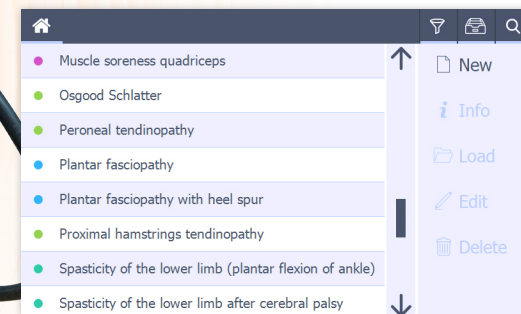 Muscle soreness quadriceps
Osgood Schlatter
Peroneal tendinopathy
Plantar fasciopathy
Plantar fasciopathy with heel spur
Proximal hamstrings tendinopathy
Spasticity of the lower limb (plantar flexion of ankle)
Spasticity of the lower limb after cerebral palsy
New
Info
Load
Edit
Delete